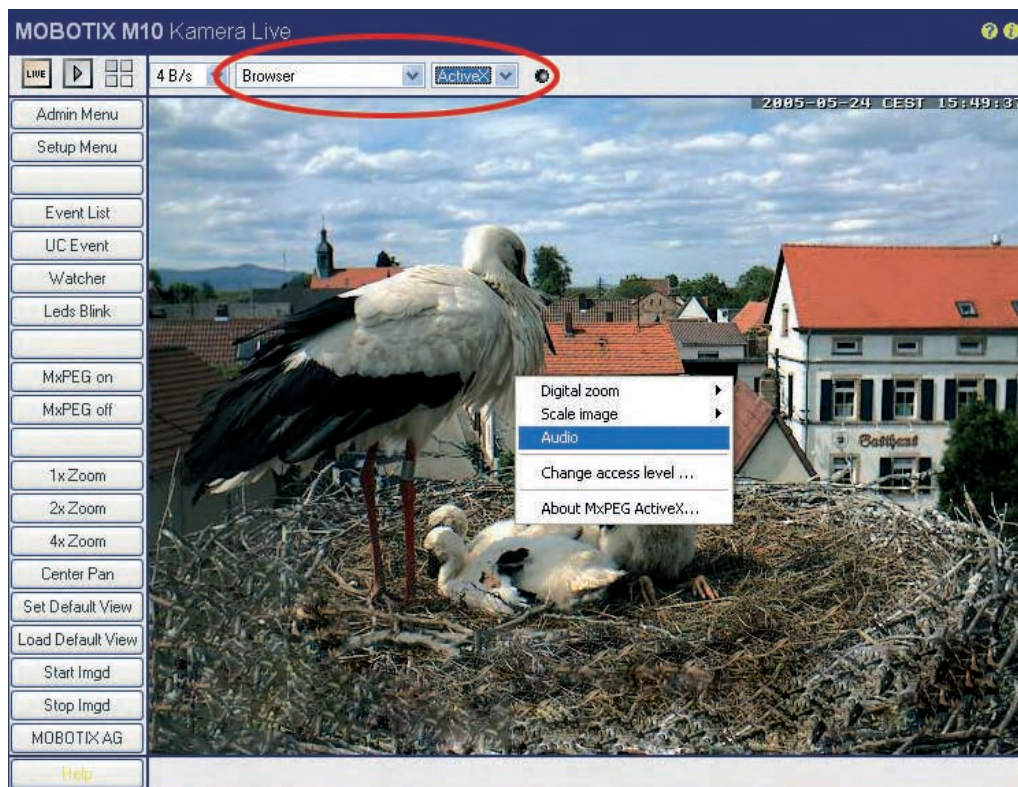 MOBOTIX M10 Kamera Live
LIVE
4 B/s
Browser
ActiveX
2005-05-24 CEST 15:49:37
Admin Menu
Setup Menu
Event List
UC Event
Watcher
Leds Blink
MxPEG on
MxPEG off
1x Zoom
2x Zoom
4x Zoom
Center Pan
Set Default View
Load Default View
Start Imgd
Stop Imgd
MOBOTIX AG
Help
Digital zoom
Scale image
Audio
Change access level ...
About MxPEG ActiveX...
Gasthaus